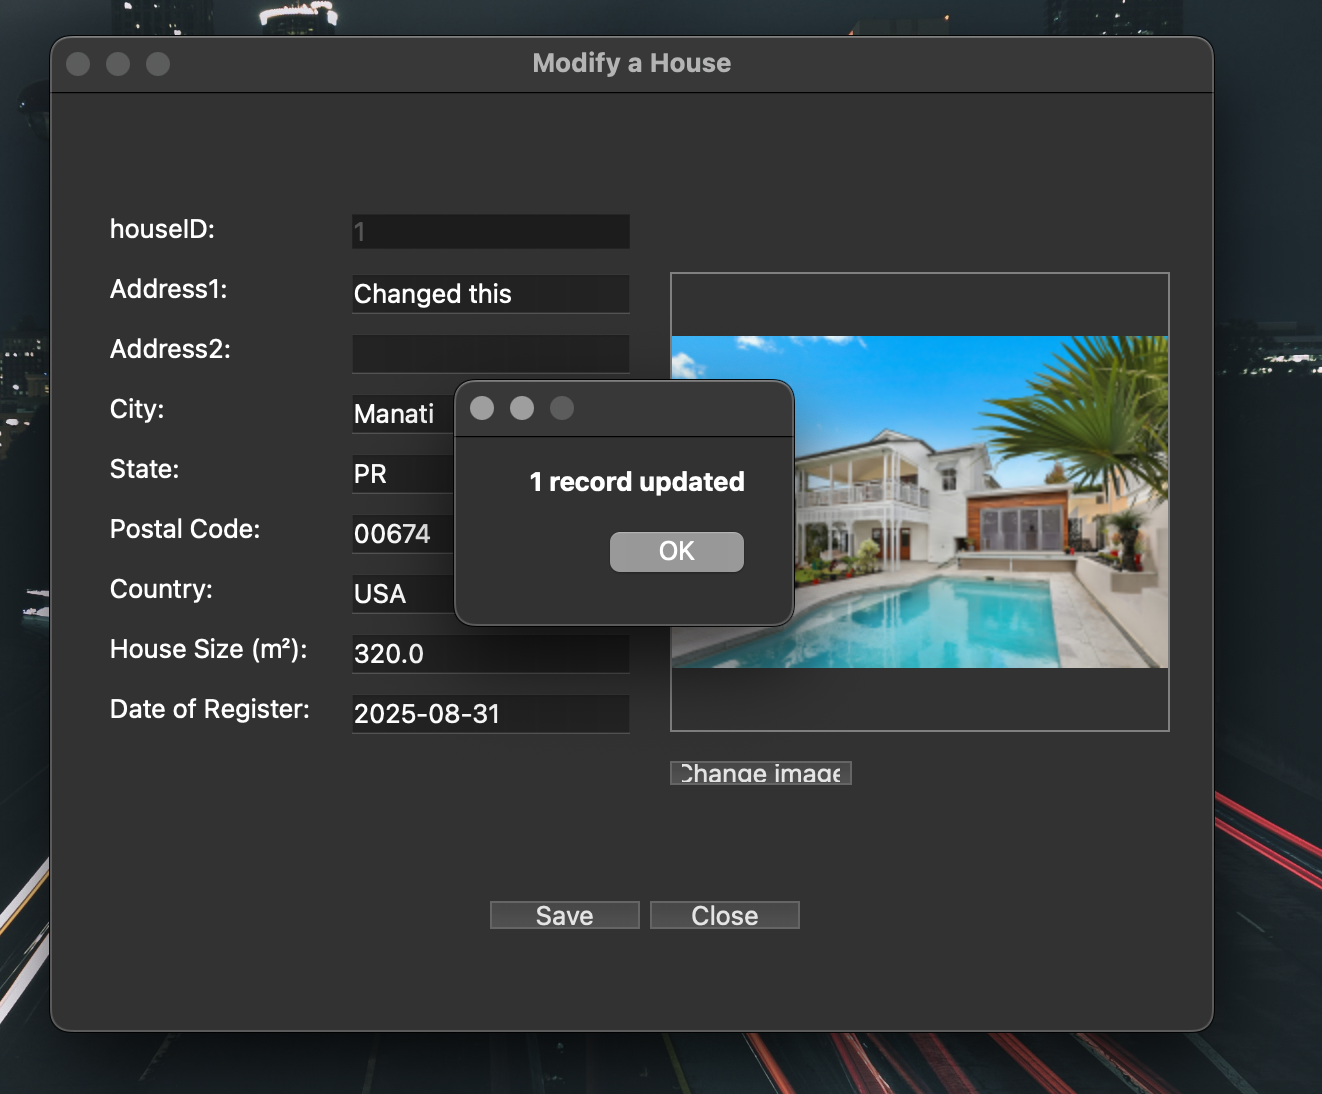 Modify a House
houseID: 1
Address1: Changed this
Address2:
City: Manati
State: PR
Postal Code: 00674
Country: USA
House Size (m²): 320.0
Date of Register: 2025-08-31
1 record updated
OK
Change image
Save Close